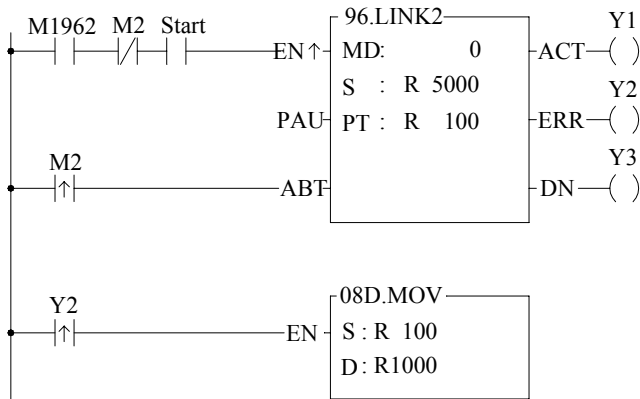 96.LINK2
Y1
M1962 M2 Start
EN↑ MD: 0 ACT
Y2
S : R 5000
PAU PT : R 100 ERR
M2
Y3
ABT DN
08D.MOV
Y2
EN S : R 100
D : R1000